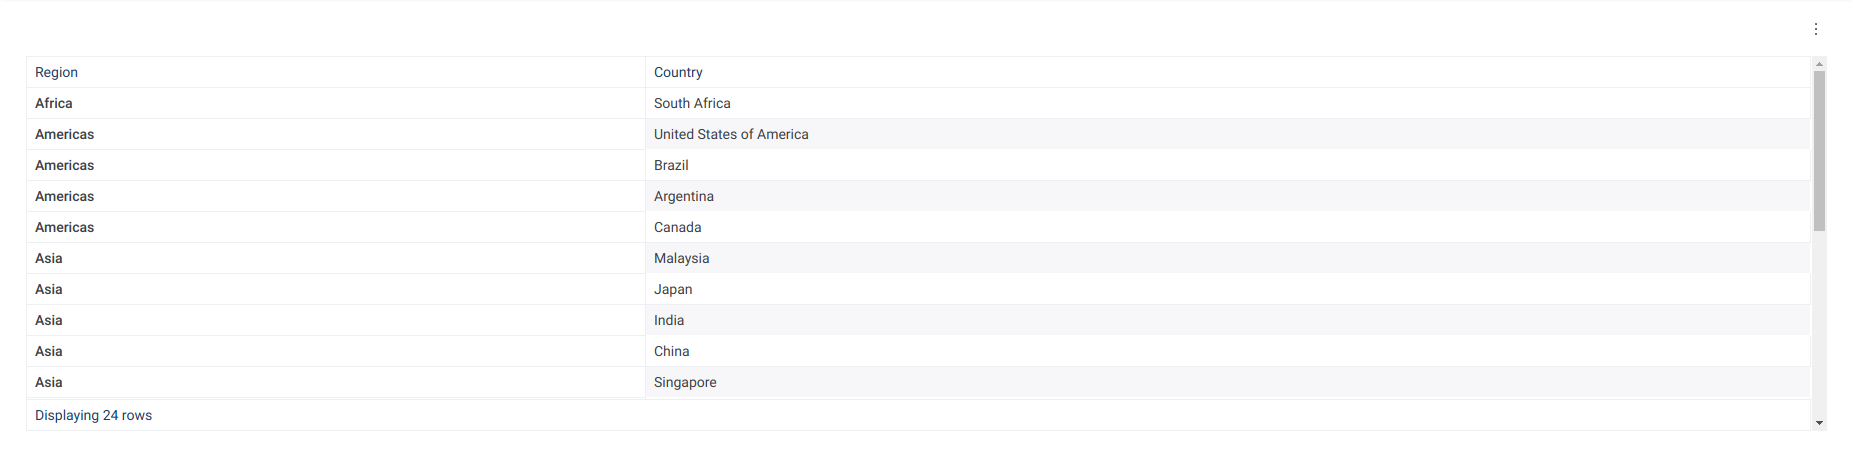 Region Country
Africa South Africa
Americas United States of America
Americas Brazil
Americas Argentina
Americas Canada
Asia Malaysia
Asia Japan
Asia India
Asia China
Asia Singapore
Displaying 24 rows